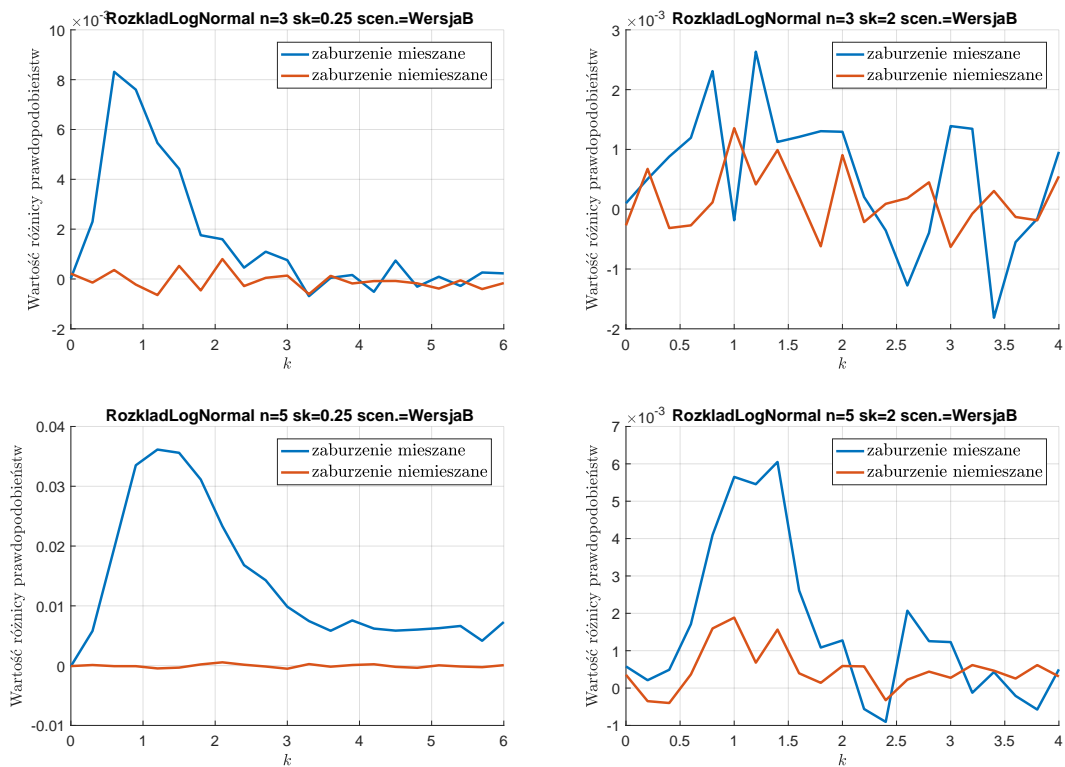 RozkladLogNormal n=3 sk=0.25 scen.=WersjaB
×10⁻³
10
8
6
4
2
0
-2
0 1 2 3 4 5 6
k
Wartość różnicy prawdopodobieństw
zaburzenie mieszane
zaburzenie niemieszane
RozkladLogNormal n=3 sk=2 scen.=WersjaB
×10⁻³
3
2
1
0
-1
-2
0 0.5 1 1.5 2 2.5 3 3.5 4
k
Wartość różnicy prawdopodobieństw
zaburzenie mieszane
zaburzenie niemieszane
RozkladLogNormal n=5 sk=0.25 scen.=WersjaB
0.04
0.03
0.02
0.01
0
-0.01
0 1 2 3 4 5 6
k
Wartość różnicy prawdopodobieństw
zaburzenie mieszane
zaburzenie niemieszane
RozkladLogNormal n=5 sk=2 scen.=WersjaB
×10⁻³
7
6
5
4
3
2
1
0
-1
0 0.5 1 1.5 2 2.5 3 3.5 4
k
Wartość różnicy prawdopodobieństw
zaburzenie mieszane
zaburzenie niemieszane